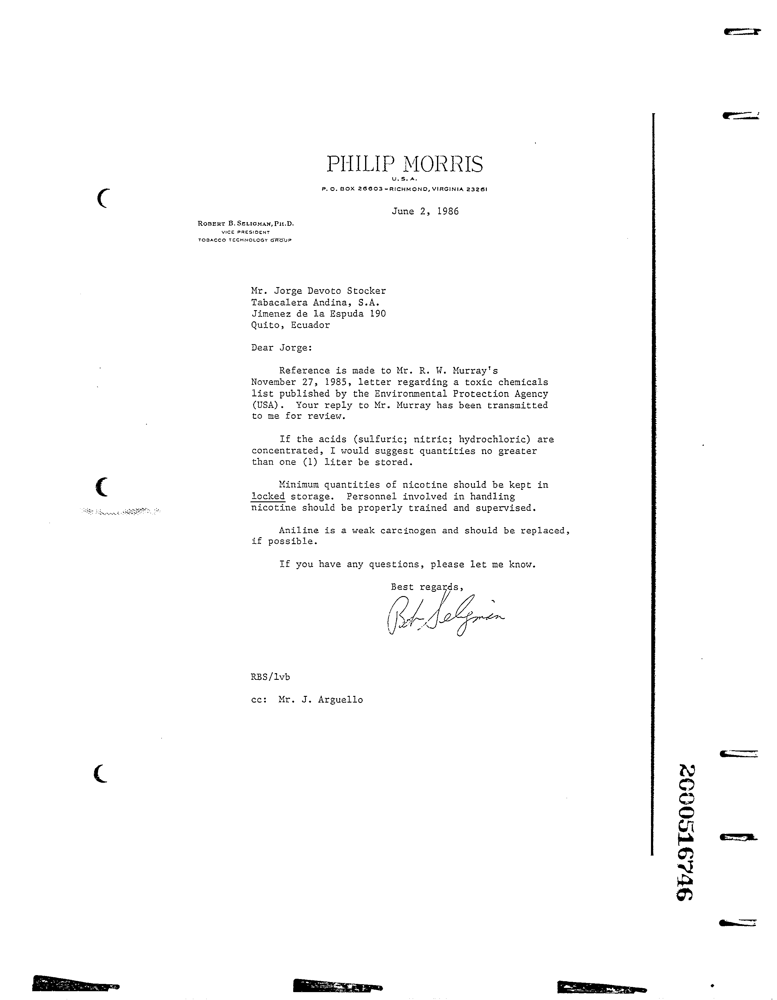 PHILIP MORRIS
U.S.A.
P. O. BOX 26603-RICHMOND, VIRGINIA 23261
June 2, 1986
ROBERT B. SELIGMAN, PH.D.
VICE PRESIDENT
TOBACCO TECHNOLOGY GROUP
Mr. Jorge Devoto Stocker
Tabacalera Andina, S.A.
Jimenez de la Espuda 190
Quito, Ecuador
Dear Jorge:
Reference is made to Mr. R. W. Murray's
November 27, 1985, letter regarding a toxic chemicals
list published by the Environmental Protection Agency
(USA). Your reply to Mr. Murray has been transmitted
to me for review.
If the acids (sulfuric; nitric; hydrochloric) are
concentrated, I would suggest quantities no greater
than one (1) liter be stored.
Minimum quantities of nicotine should be kept in
locked storage. Personnel involved in handling
nicotine should be properly trained and supervised.
Aniline is a weak carcinogen and should be replaced,
if possible.
If you have any questions, please let me know.
Best regards,
Bob Seligman
RBS/lvb
cc: Mr. J. Arguello
2000516746